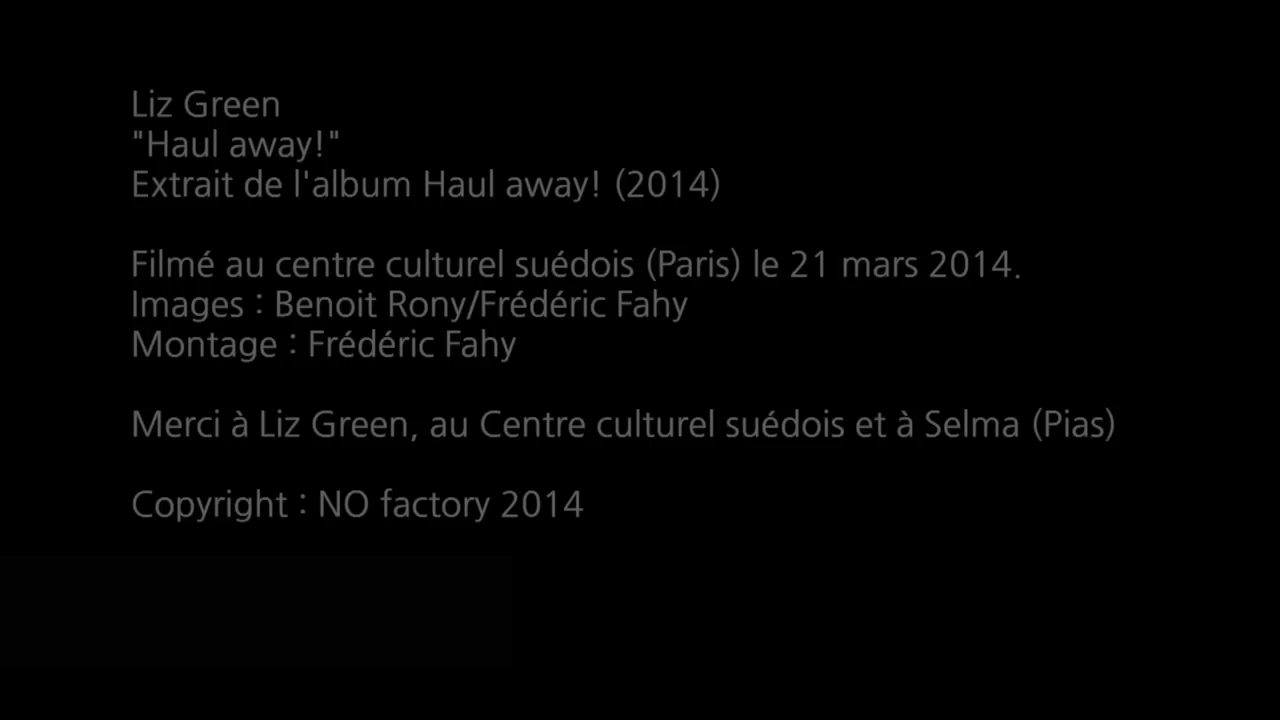 Liz Green
"Haul away!"
Extrait de l'album Haul away! (2014)
Filmé au centre culturel suédois (Paris) le 21 mars 2014.
Images : Benoit Rony/Frédéric Fahy
Montage : Frédéric Fahy
Merci à Liz Green, au Centre culturel suédois et à Selma (Pias)
Copyright : NO factory 2014